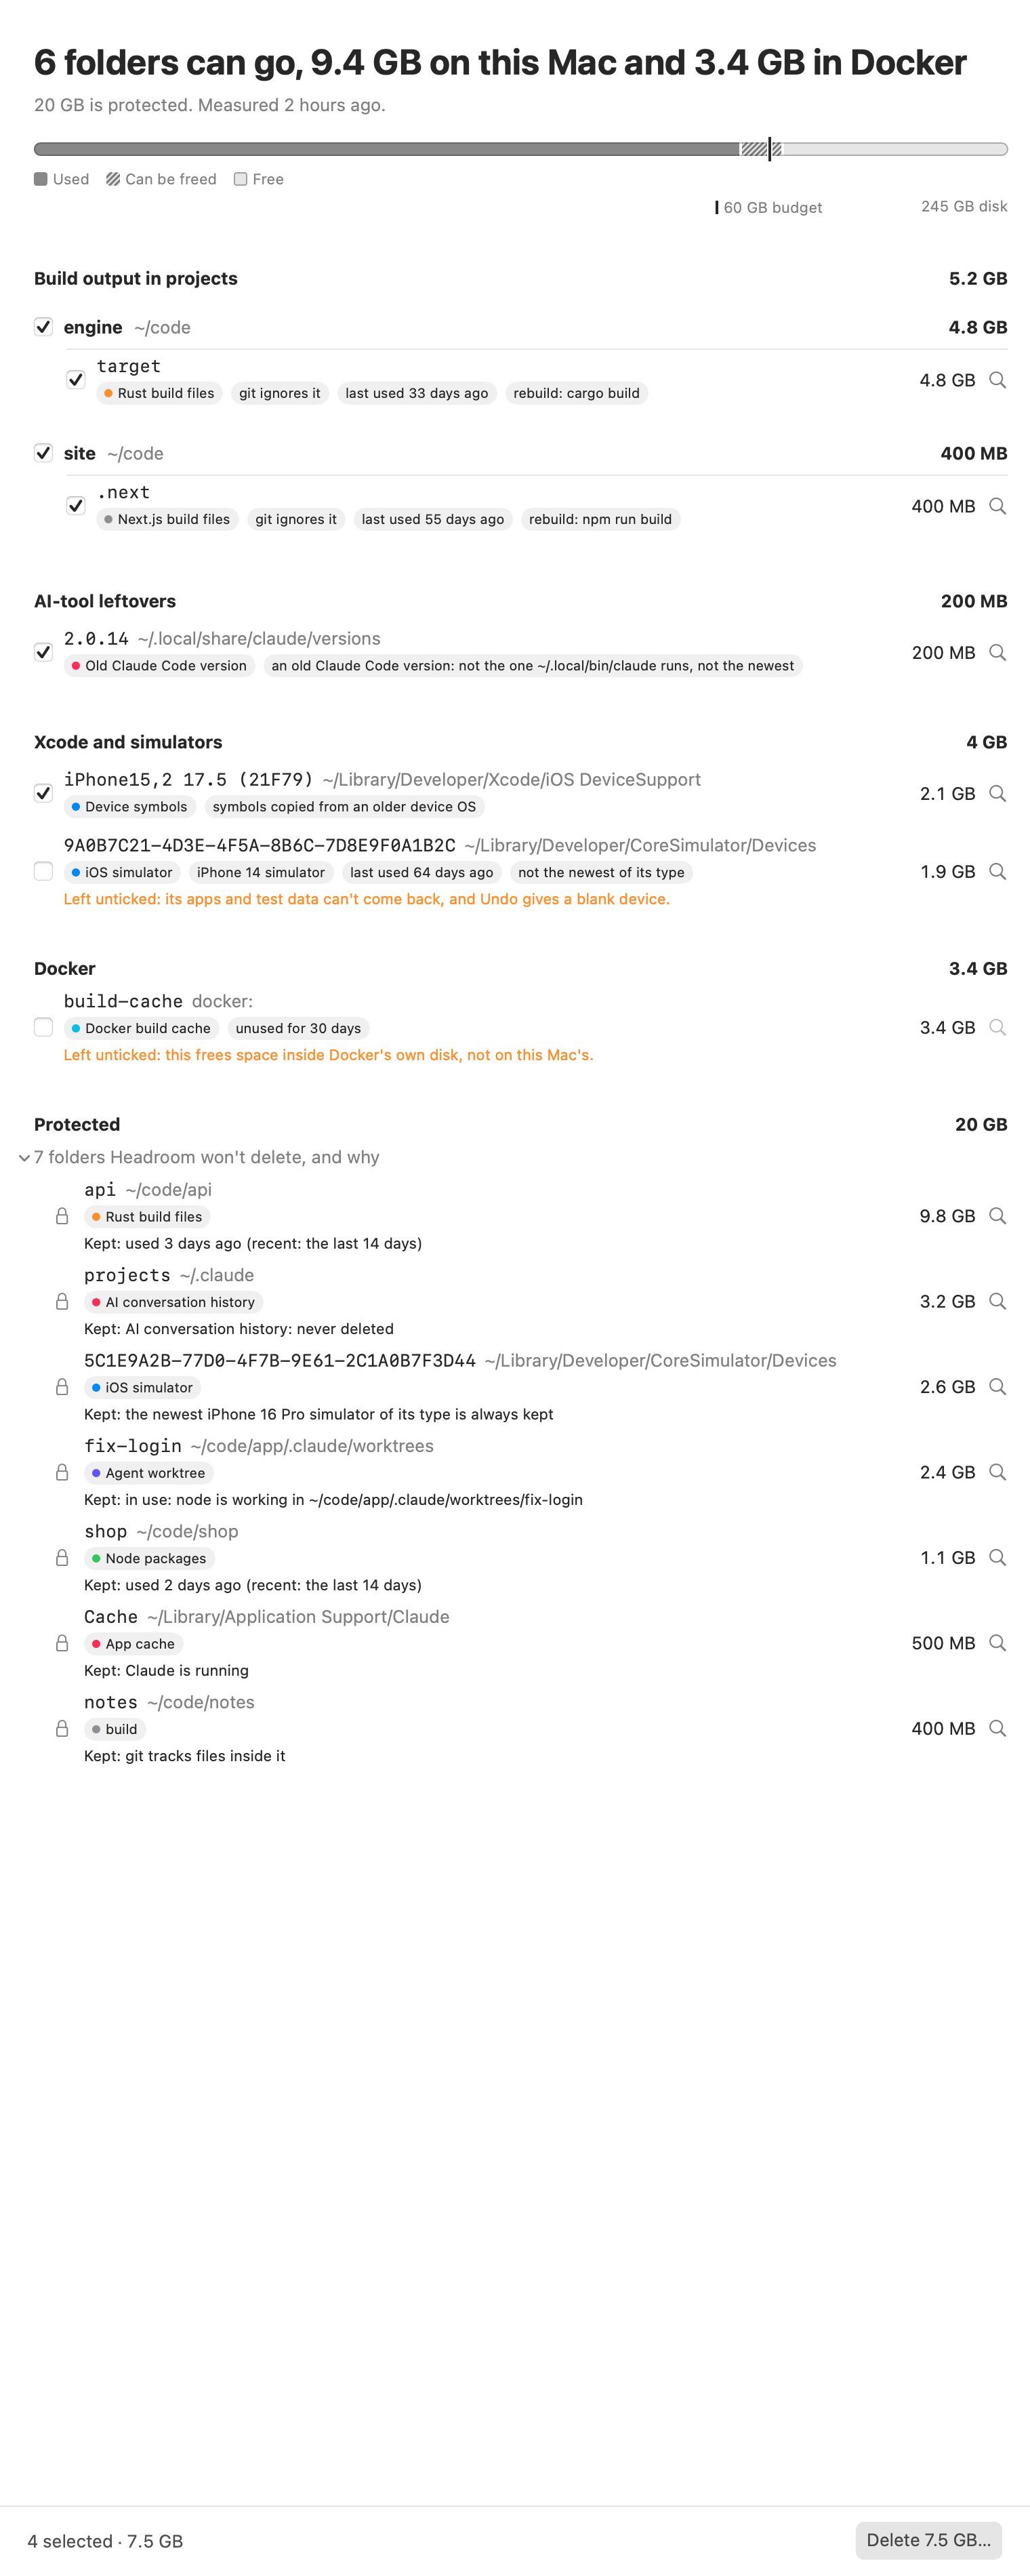 6 folders can go, 9.4 GB on this Mac and 3.4 GB in Docker
20 GB is protected. Measured 2 hours ago.
Used Can be freed Free
60 GB budget 245 GB disk
Build output in projects 5.2 GB
engine ~/code 4.8 GB
target
Rust build files git ignores it last used 33 days ago rebuild: cargo build 4.8 GB
site ~/code 400 MB
.next
Next.js build files git ignores it last used 55 days ago rebuild: npm run build 400 MB
AI-tool leftovers 200 MB
2.0.14 ~/.local/share/claude/versions
Old Claude Code version an old Claude Code version: not the one ~/.local/bin/claude runs, not the newest 200 MB
Xcode and simulators 4 GB
iPhone15,2 17.5 (21F79) ~/Library/Developer/Xcode/iOS DeviceSupport
Device symbols symbols copied from an older device OS 2.1 GB
9A0B7C21-4D3E-4F5A-8B6C-7D8E9F0A1B2C ~/Library/Developer/CoreSimulator/Devices
iOS simulator iPhone 14 simulator last used 64 days ago not the newest of its type 1.9 GB
Left unticked: its apps and test data can't come back, and Undo gives a blank device.
Docker 3.4 GB
build-cache docker:
Docker build cache unused for 30 days 3.4 GB
Left unticked: this frees space inside Docker's own disk, not on this Mac's.
Protected 20 GB
7 folders Headroom won't delete, and why
api ~/code/api
Rust build files 9.8 GB
Kept: used 3 days ago (recent: the last 14 days)
projects ~/.claude
AI conversation history 3.2 GB
Kept: AI conversation history: never deleted
5C1E9A2B-77D0-4F7B-9E61-2C1A0B7F3D44 ~/Library/Developer/CoreSimulator/Devices
iOS simulator 2.6 GB
Kept: the newest iPhone 16 Pro simulator of its type is always kept
fix-login ~/code/app/.claude/worktrees
Agent worktree 2.4 GB
Kept: in use: node is working in ~/code/app/.claude/worktrees/fix-login
shop ~/code/shop
Node packages 1.1 GB
Kept: used 2 days ago (recent: the last 14 days)
Cache ~/Library/Application Support/Claude
App cache 500 MB
Kept: Claude is running
notes ~/code/notes
build 400 MB
Kept: git tracks files inside it
4 selected · 7.5 GB Delete 7.5 GB…